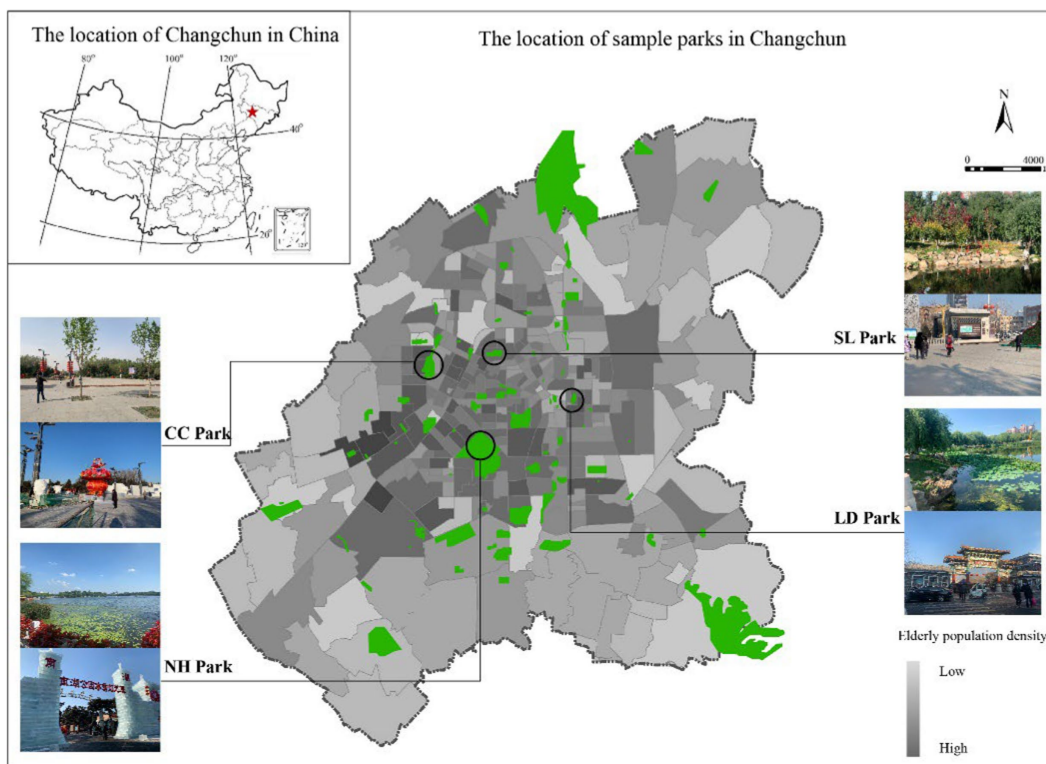 The location of Changchun in China
80°
100°
120°
40°
20°
The location of sample parks in Changchun
N
0 4000
SL Park
CC Park
LD Park
NH Park
Elderly population density
Low
High